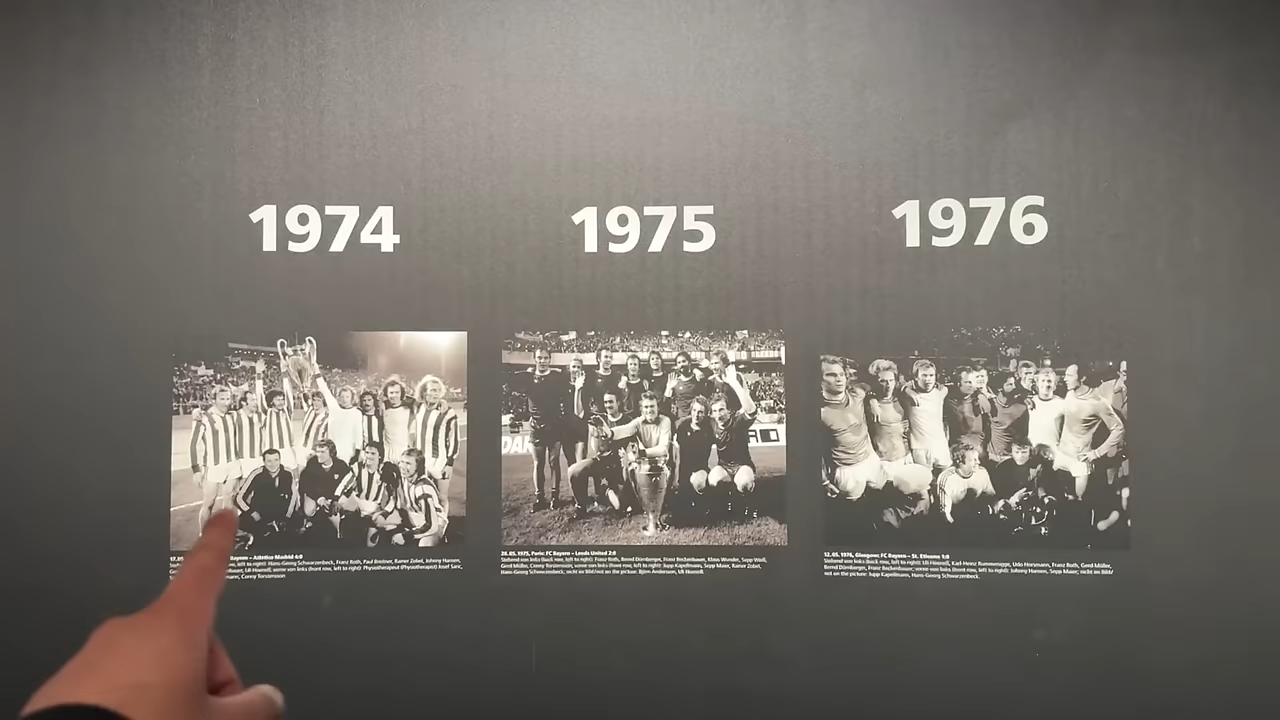 1974
1975
1976
Bayern – Atlético Madrid 4:0
row, left to right): Hans-Georg Schwarzenbeck, Franz Roth, Paul Breitner, Rainer Zobel, Johnny Hansen,
Uli Hoeneß, vorne von links (front row, left to right): Physiotherapeut (Physiotherapist) Josef Saric,
Conny Torstensson
28.05.1975, Paris: FC Bayern – Leeds United 2:0
Stehend von links (back row, left to right): Franz Roth, Bernd Dürnberger, Franz Beckenbauer, Klaus Wunder, Sepp Weiß,
Gerd Müller, Conny Torstensson, vorne von links (front row, left to right): Jupp Kapellmann, Sepp Maier, Rainer Zobel,
Hans-Georg Schwarzenbeck, nicht im Bild/not on the picture: Björn Andersson, Uli Hoeneß.
12.05.1976, Glasgow: FC Bayern – St. Etienne 1:0
Stehend von links (back row, left to right): Uli Hoeneß, Karl-Heinz Rummenigge, Udo Horsmann, Franz Roth, Gerd Müller,
Bernd Dürnberger, Franz Beckenbauer; vorne von links (front row, left to right): Johnny Hansen, Sepp Maier; nicht im Bild/
not on the picture: Jupp Kapellmann, Hans-Georg Schwarzenbeck.